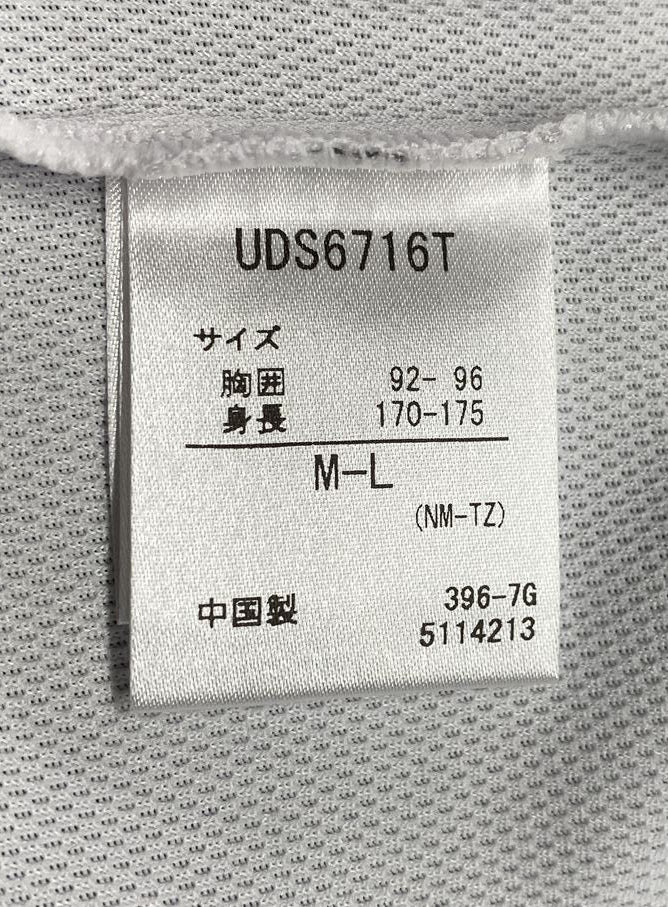 UDS6716T
サイズ
胸囲 92- 96
身長 170-175
M-L
(NM-TZ)
中国製 396-7G
5114213